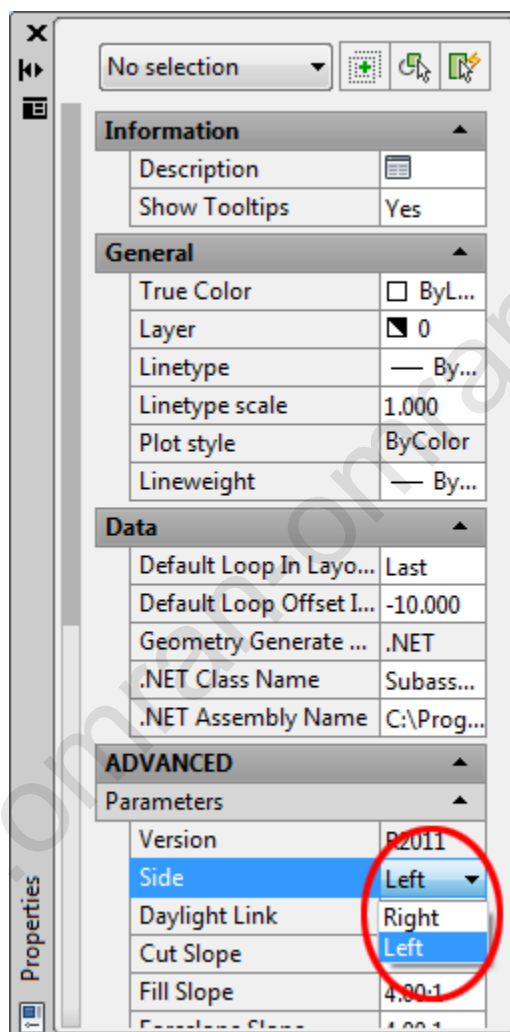 No selection
Information
Description
Show Tooltips Yes
General
True Color ByL...
Layer 0
Linetype By...
Linetype scale 1.000
Plot style ByColor
Lineweight By...
Data
Default Loop In Layo... Last
Default Loop Offset I... -10.000
Geometry Generate ... .NET
.NET Class Name Subass...
.NET Assembly Name C:\Prog...
ADVANCED
Parameters
Version R2011
Side Left
Daylight Link Right
Cut Slope Left
Fill Slope 4.00:1
Properties
.omran-omran